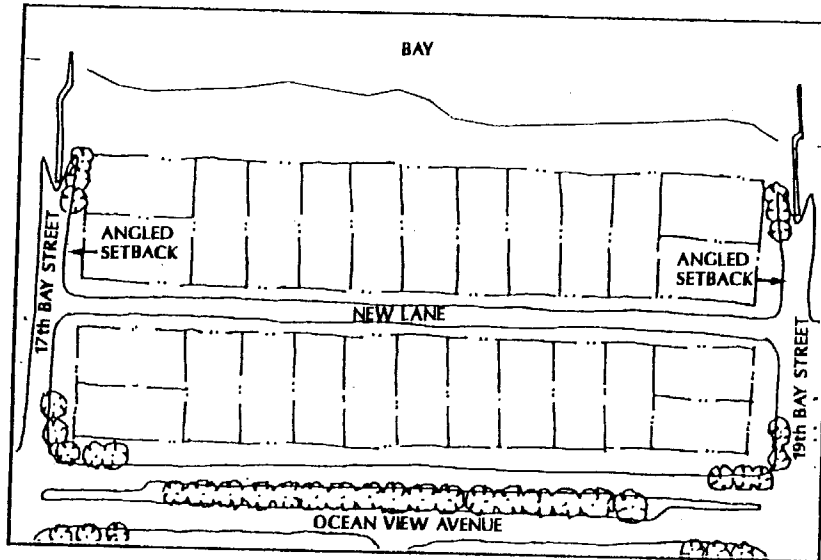 BAY
ANGLED
SETBACK
17th BAY STREET
ANGLED
SETBACK
NEW LANE
19th BAY STREET
OCEAN VIEW AVENUE